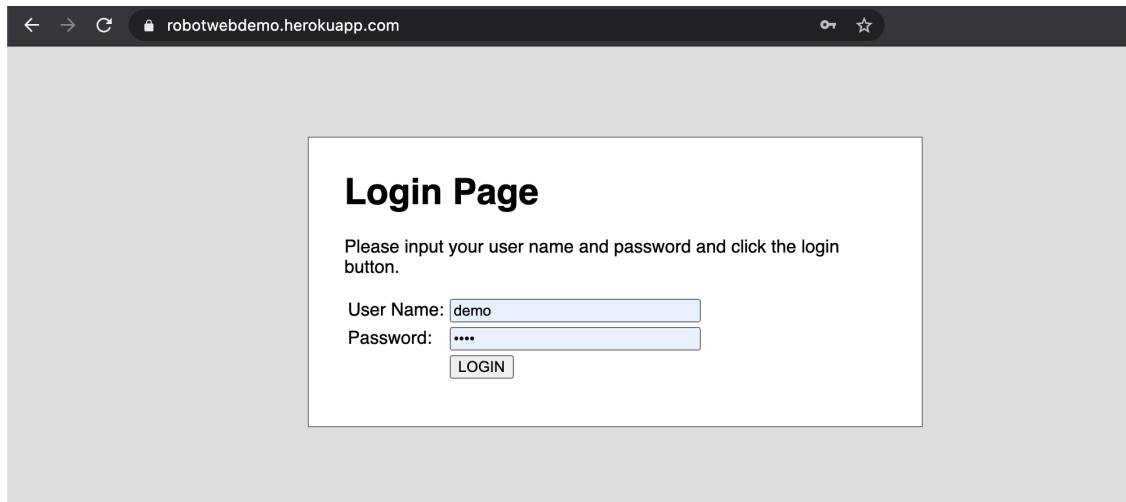 robotwebdemo.herokuapp.com
Login Page
Please input your user name and password and click the login
button.
User Name: demo
Password: ••••
LOGIN